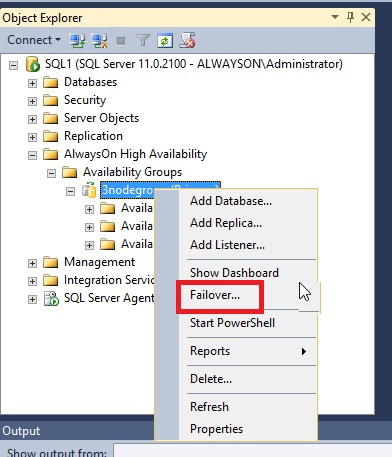 Object Explorer
Connect
SQL1 (SQL Server 11.0.2100 - ALWAYSON\Administrator)
Databases
Security
Server Objects
Replication
AlwaysOn High Availability
Availability Groups
3nodegroup (Primary)
Availa
Availa
Availa
Management
Integration Servic
SQL Server Agent
Add Database...
Add Replica...
Add Listener...
Show Dashboard
Failover...
Start PowerShell
Reports
Delete...
Refresh
Properties
Output
Show output from: